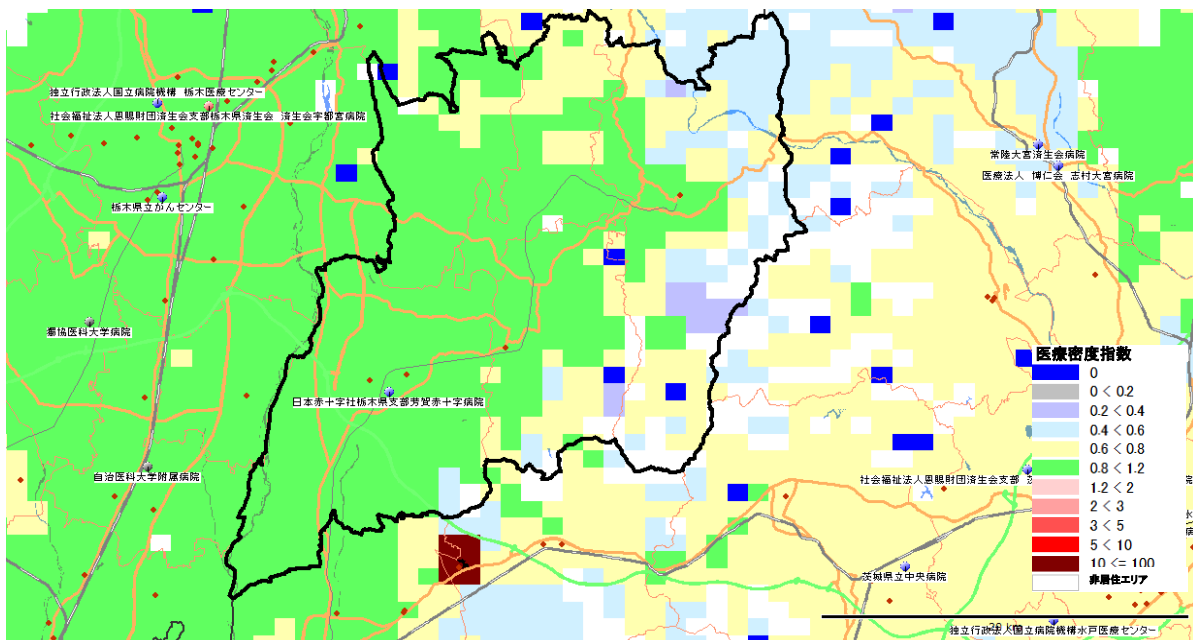 独立行政法人国立病院機構 栃木医療センター
社会福祉法人恩賜財団済生会支部栃木県済生会 済生会宇都宮病院
常陸大宮済生会病院
医療法人 博仁会 志村大宮病院
栃木県立がんセンター
獨協医科大学病院
日本赤十字社栃木県支部芳賀赤十字病院
自治医科大学附属病院
社会福祉法人恩賜財団済生会支部
茨城県立中央病院
独立行政法人国立病院機構水戸医療センター
医療密度指数
0
0 < 0.2
0.2 < 0.4
0.4 < 0.6
0.6 < 0.8
0.8 < 1.2
1.2 < 2
2 < 3
3 < 5
5 < 10
10 <= 100
非居住エリア